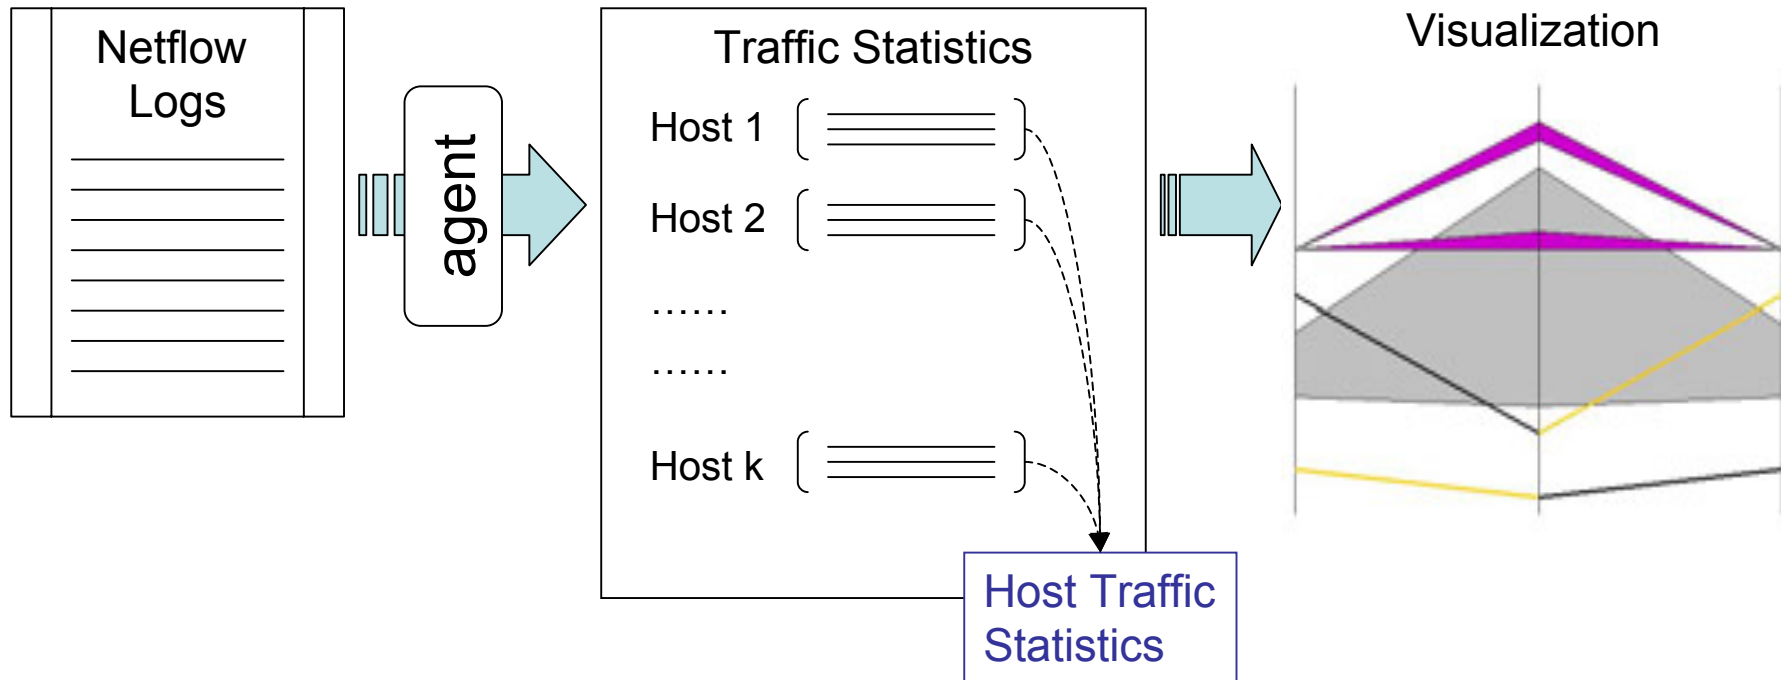 Netflow
Logs
agent
Traffic Statistics
Host 1
Host 2
......
......
Host k
Host Traffic
Statistics
Visualization